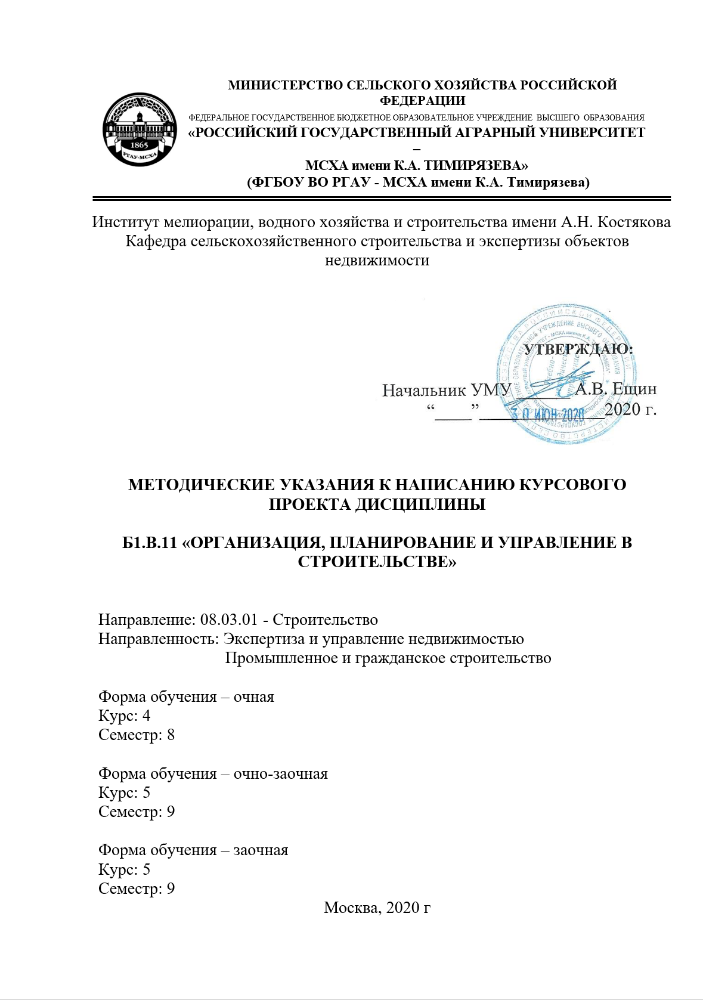 МИНИСТЕРСТВО СЕЛЬСКОГО ХОЗЯЙСТВА РОССИЙСКОЙ
ФЕДЕРАЦИИ
ФЕДЕРАЛЬНОЕ ГОСУДАРСТВЕННОЕ БЮДЖЕТНОЕ ОБРАЗОВАТЕЛЬНОЕ УЧРЕЖДЕНИЕ ВЫСШЕГО ОБРАЗОВАНИЯ
«РОССИЙСКИЙ ГОСУДАРСТВЕННЫЙ АГРАРНЫЙ УНИВЕРСИТЕТ
–
МСХА имени К.А. ТИМИРЯЗЕВА»
(ФГБОУ ВО РГАУ - МСХА имени К.А. Тимирязева)
1865
РГАУ-МСХА
Институт мелиорации, водного хозяйства и строительства имени А.Н. Костякова
Кафедра сельскохозяйственного строительства и экспертизы объектов
недвижимости
УТВЕРЖДАЮ:
Начальник УМУ ______ А.В. Ещин
“____” ______________2020 г.
30 ИЮН 2020
МЕТОДИЧЕСКИЕ УКАЗАНИЯ К НАПИСАНИЮ КУРСОВОГО
ПРОЕКТА ДИСЦИПЛИНЫ
Б1.В.11 «ОРГАНИЗАЦИЯ, ПЛАНИРОВАНИЕ И УПРАВЛЕНИЕ В
СТРОИТЕЛЬСТВЕ»
Направление: 08.03.01 - Строительство
Направленность: Экспертиза и управление недвижимостью
Промышленное и гражданское строительство
Форма обучения – очная
Курс: 4
Семестр: 8
Форма обучения – очно-заочная
Курс: 5
Семестр: 9
Форма обучения – заочная
Курс: 5
Семестр: 9
Москва, 2020 г